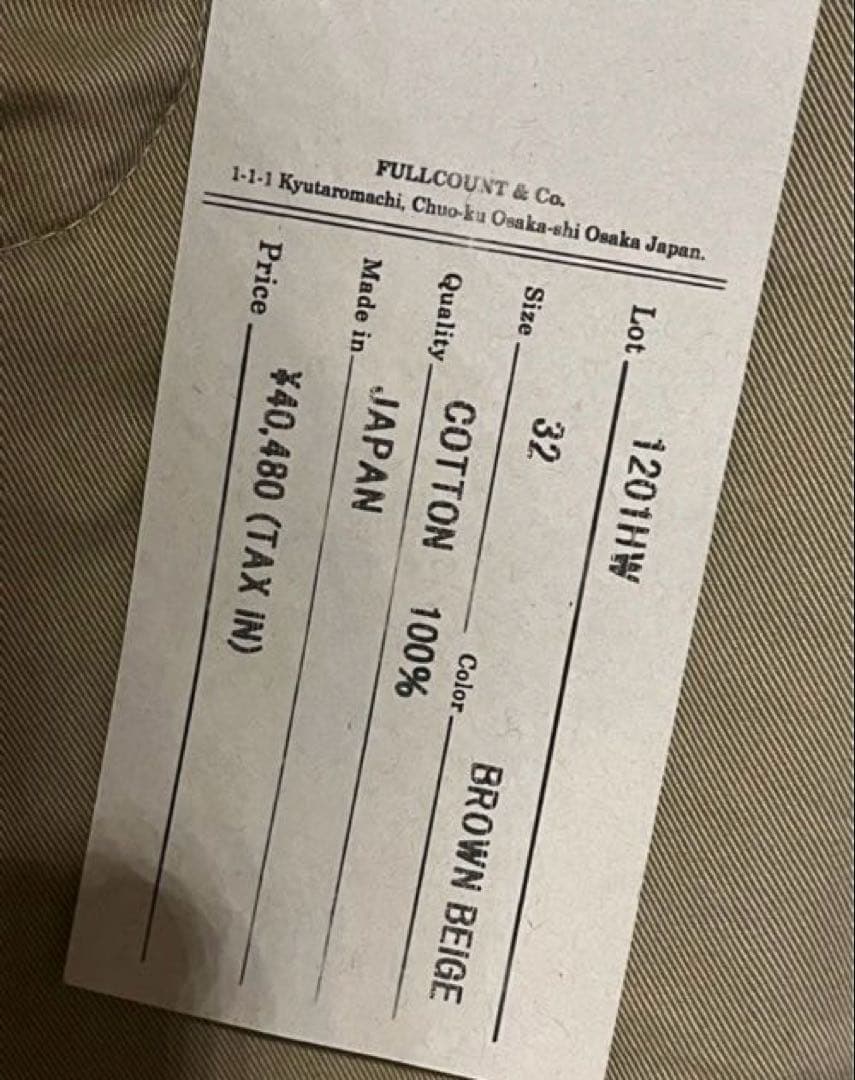 FULLCOUNT & Co.
1-1-1 Kyutaromachi, Chuo-ku Osaka-shi Osaka Japan.
Lot 1201HW
Size 32 Color BROWN BEIGE
Quality COTTON 100%
Made in JAPAN
Price ¥40,480 (TAX IN)